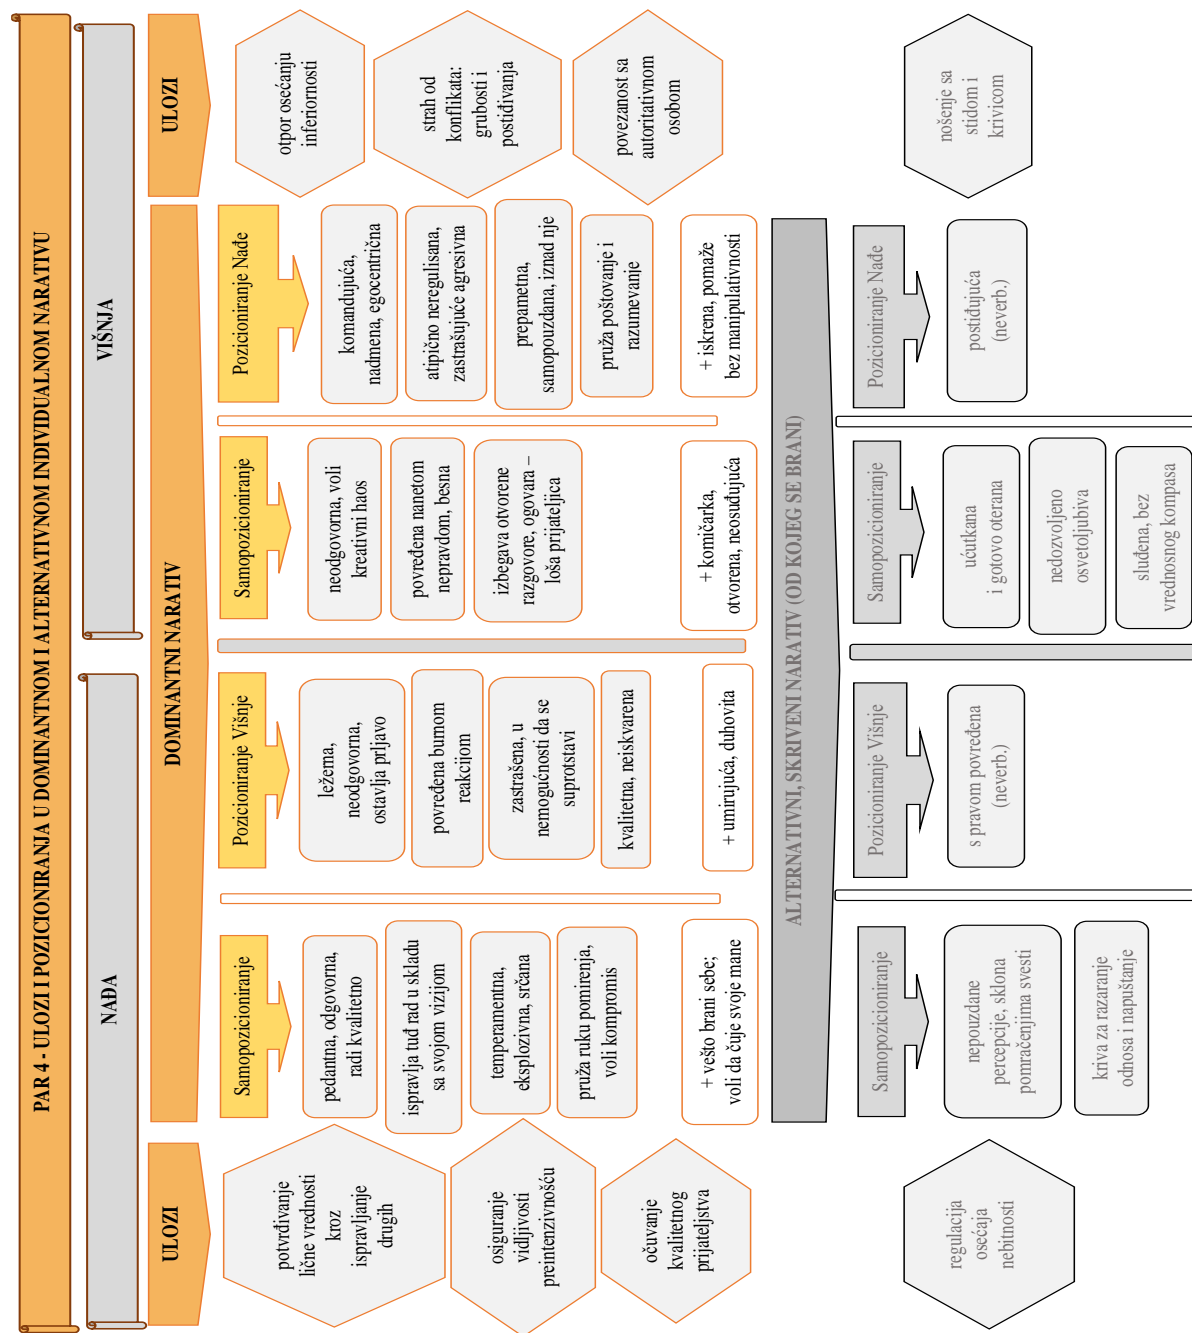 PAR 4 - ULOZI I POZICIONIRANJA U DOMINANTNOM I ALTERNATIVNOM INDIVIDUALNOM NARATIVU
NAĐA
VIŠNJA
ULOZI
DOMINANTNI NARATIV
ULOZI
potvrđivanje
lične vrednosti
kroz
ispravljanje
drugih
osiguranje
vidljivosti
preintenzivnošću
očuvanje
kvalitetnog
prijateljstva
Samopozicioniranje
pedantna, odgovorna,
radi kvalitetno
ispravlja tuđ rad u skladu
sa svojom vizijom
temperamentna,
eksplozivna, srčana
pruža ruku pomirenja,
voli kompromis
+ vešto brani sebe;
voli da čuje svoje mane
Pozicioniranje Višnje
ležerna,
neodgovorna,
ostavlja prljavo
povređena burnom
reakcijom
zastrašena, u
nemogućnosti da se
suprotstavi
kvalitetna, neiskvarena
+ umirujuća, duhovita
Samopozicioniranje
neodgovorna, voli
kreativni haos
povređena nanetom
nepravdom, besna
izbegava otvorene
razgovore, ogovara –
loša prijateljica
+ komičarka,
otvorena, neosuđujuća
Pozicioniranje Nađe
komandujuća,
nadmena, egocentrična
atipično neregulisana,
zastrašujuće agresivna
prepametna,
samopouzdana, iznad nje
pruža poštovanje i
razumevanje
+ iskrena, pomaže
bez manipulativnosti
otpor osećanju
inferiornosti
strah od
konflikata:
grubosti i
postiđivanja
povezanost sa
autoritativnom
osobom
ALTERNATIVNI, SKRIVENI NARATIV (OD KOJEG SE BRANI)
regulacija
osećaja
nebitnosti
Samopozicioniranje
nepouzdane
percepcije, sklona
pomračenjima svesti
kriva za razaranje
odnosa i napuštanje
Pozicioniranje Višnje
s pravom povređena
(neverb.)
Samopozicioniranje
ućutkana
i gotovo oterana
nedozvoljeno
osvetoljubiva
sluđena, bez
vrednosnog kompasa
Pozicioniranje Nađe
postiđujuća
(neverb.)
nošenje sa
stidom i
krivicom